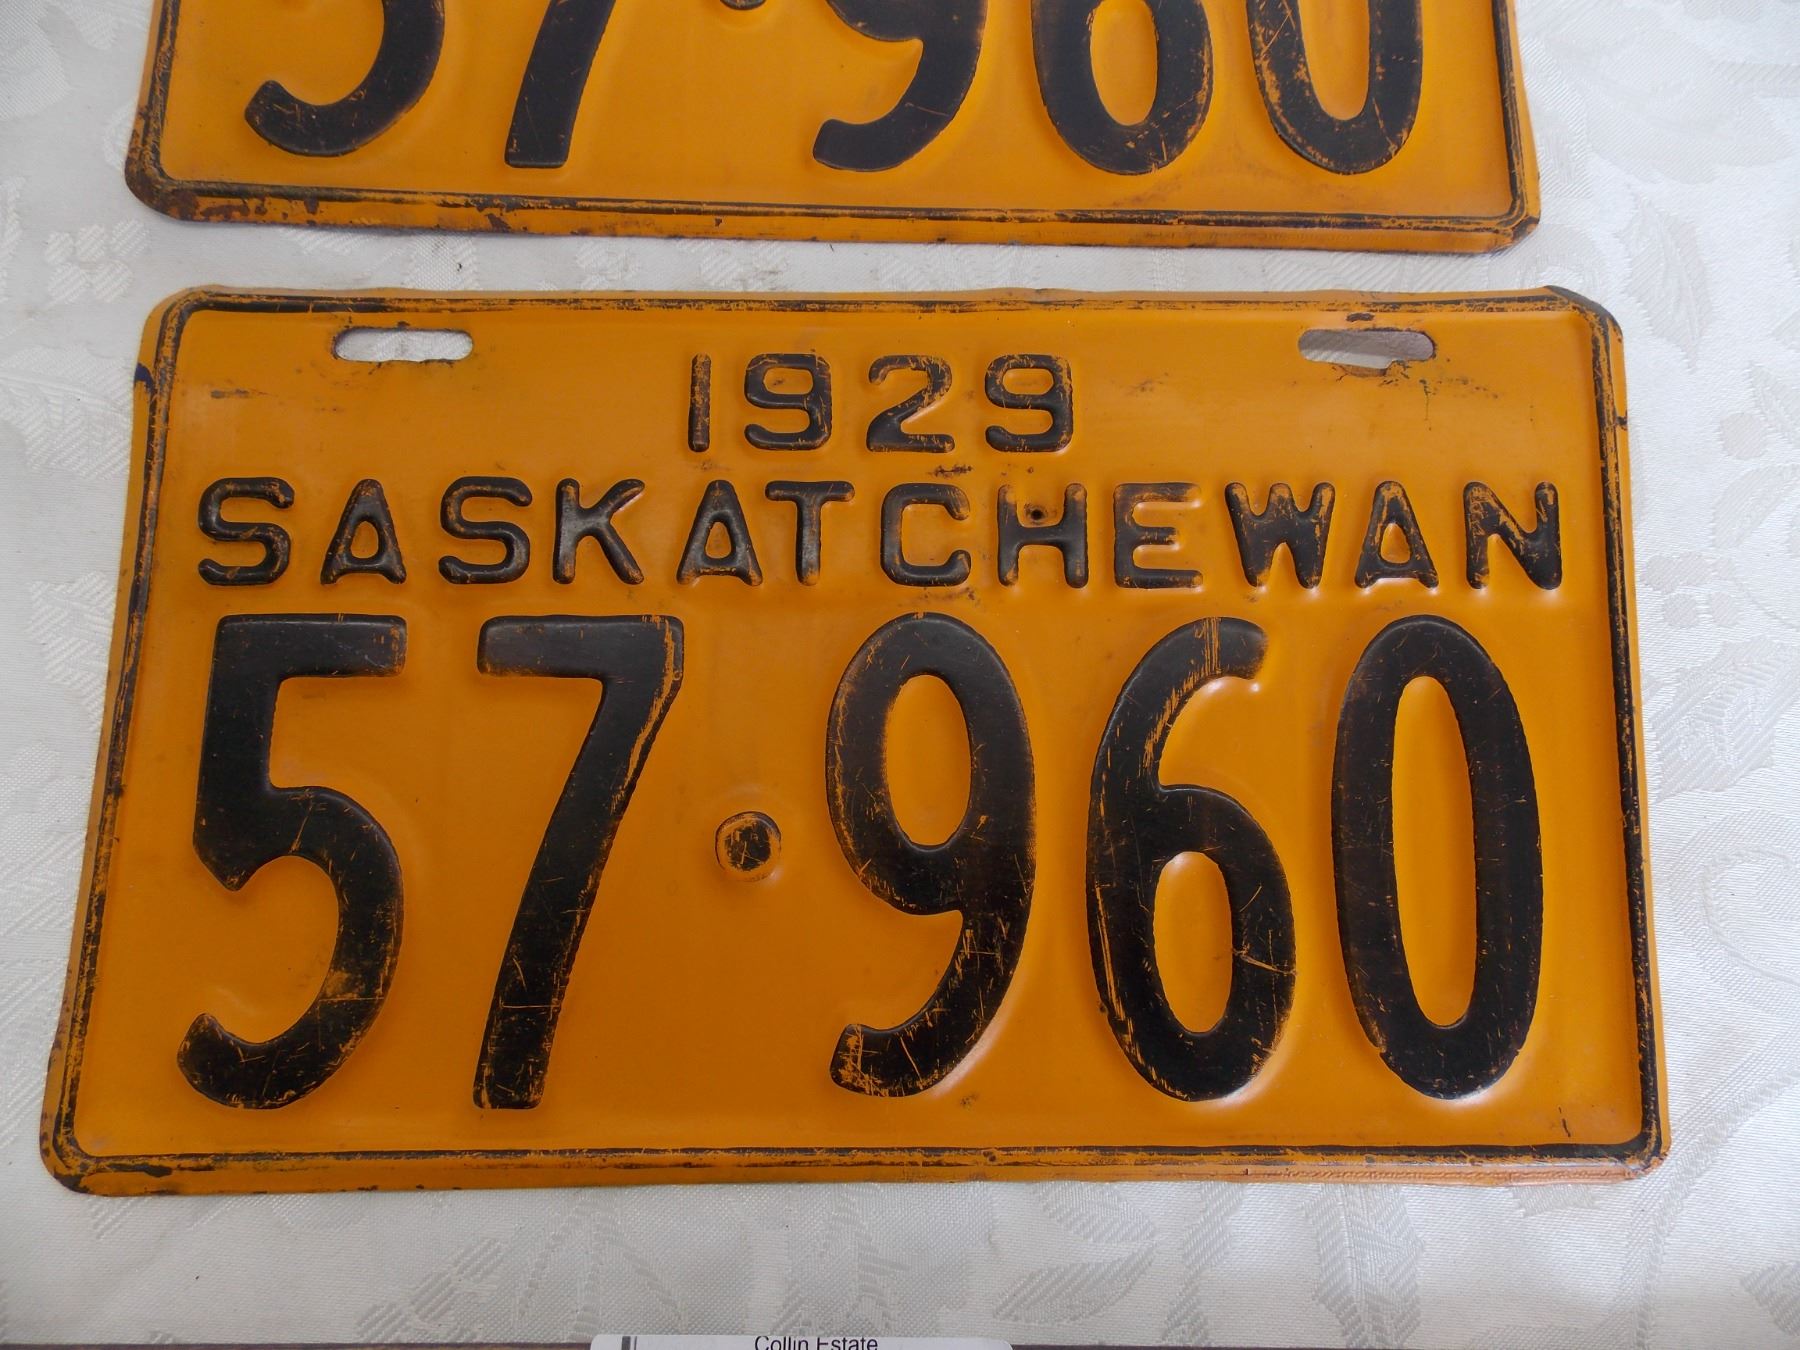 57·960
1929
SASKATCHEWAN
57·960
Collin Estate